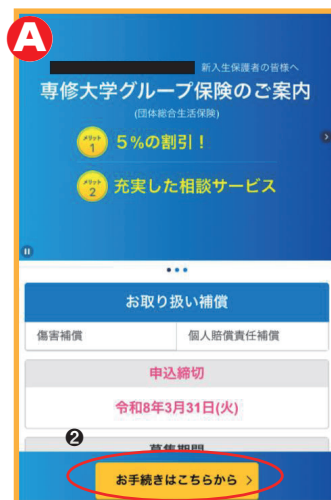 A
新入生保護者の皆様へ
専修大学グループ保険のご案内
(団体総合生活保険)
メリット
1
5%の割引！
メリット
2
充実した相談サービス
お取り扱い補償
傷害補償
個人賠償責任補償
申込締切
令和8年3月31日(火)
❷
募集期間
お手続きはこちらから